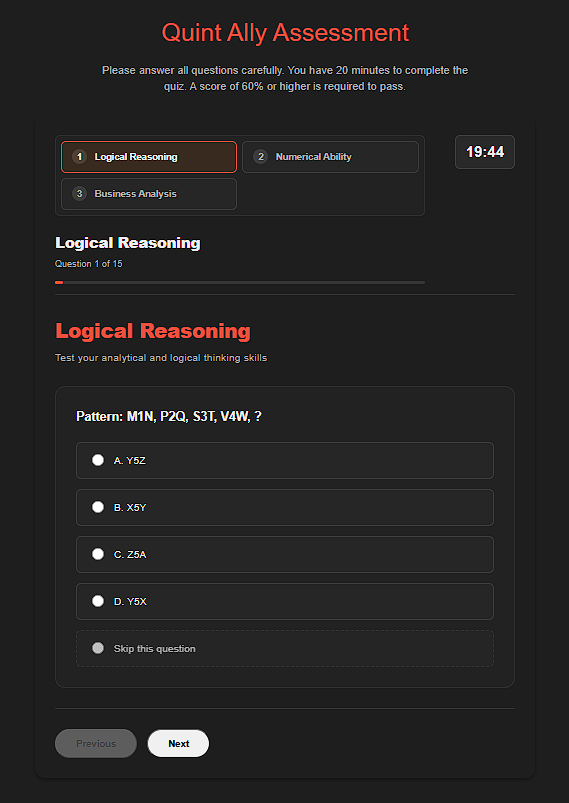 Quint Ally Assessment
Please answer all questions carefully. You have 20 minutes to complete the
quiz. A score of 60% or higher is required to pass.
1 Logical Reasoning
2 Numerical Ability
19:44
3 Business Analysis
Logical Reasoning
Question 1 of 15
Logical Reasoning
Test your analytical and logical thinking skills
Pattern: M1N, P2Q, S3T, V4W, ?
A. Y5Z
B. X5Y
C. Z5A
D. Y5X
Skip this question
Previous
Next